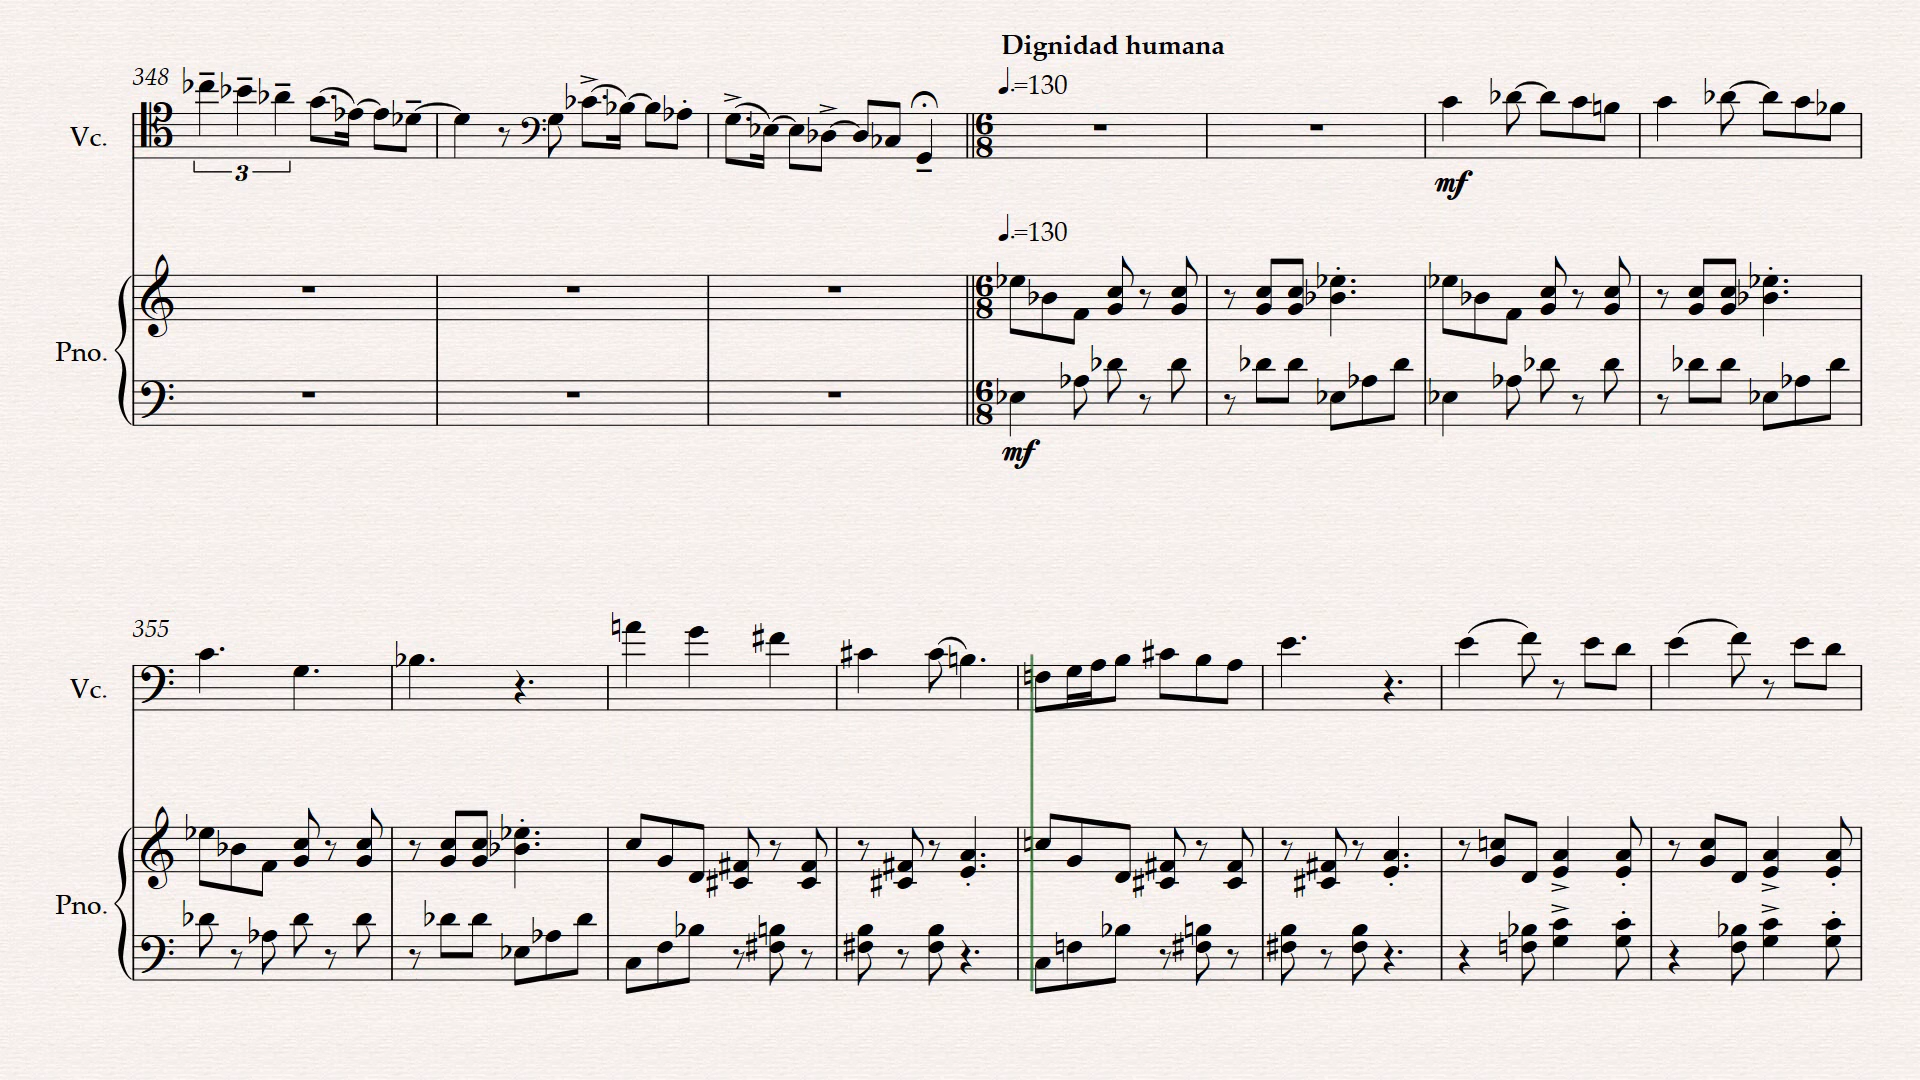 Dignidad humana
348
♩.=130
Vc.
3
6
8
mf
♩.=130
Pno.
6
8
6
8
mf
355
Vc.
Pno.